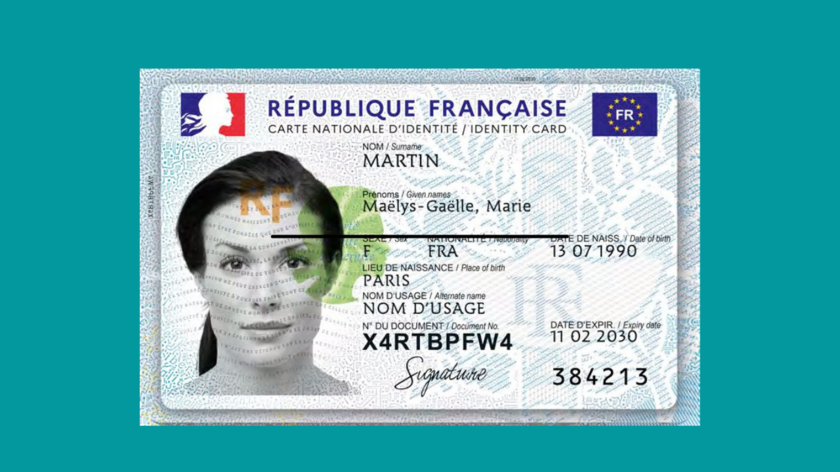 RÉPUBLIQUE FRANÇAISE
FR
CARTE NATIONALE D'IDENTITÉ / IDENTITY CARD
NOM / Surname
MARTIN
RF
Prénoms / Given names
Maëlys-Gaëlle, Marie
SEXE / Sex NATIONALITÉ / Nationality DATE DE NAISS. / Date of birth
F FRA 13 07 1990
LIEU DE NAISSANCE / Place of birth
PARIS
NOM D'USAGE / Alternate name
NOM D'USAGE
RF
N° DU DOCUMENT / Document No. DATE D'EXPIR. / Expiry date
X4RTBPFW4 11 02 2030
Signature 384213